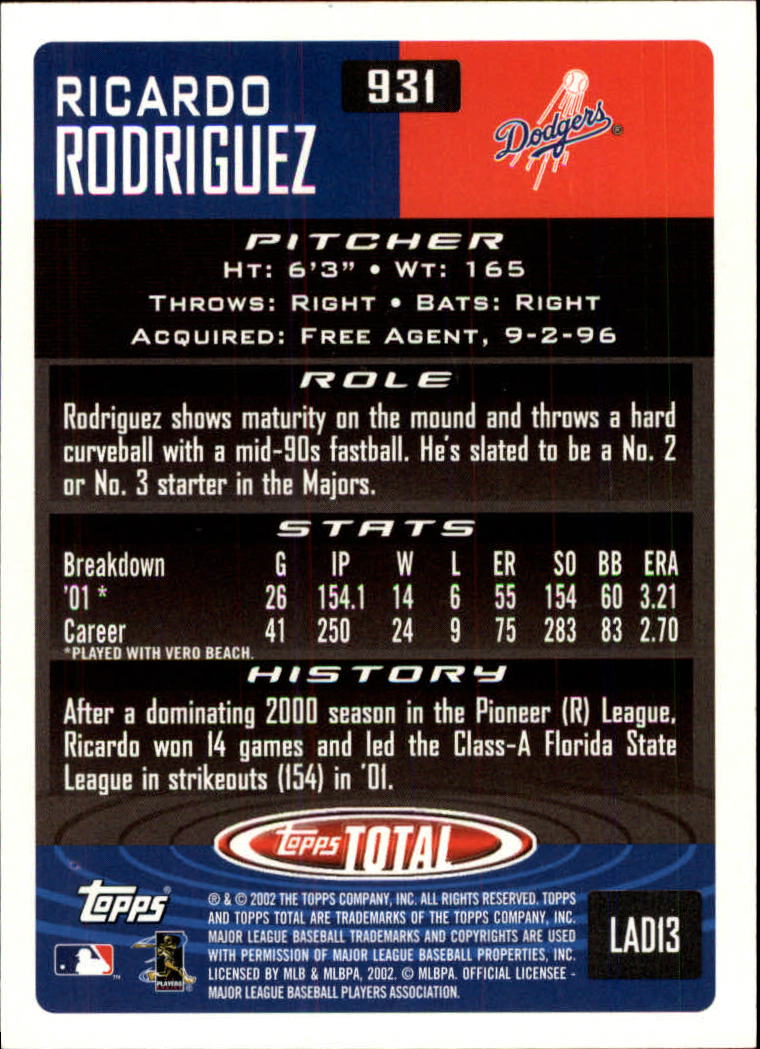 RICARDO
RODRIGUEZ
931
Dodgers ®
PITCHER
HT: 6'3" • WT: 165
THROWS: RIGHT • BATS: RIGHT
ACQUIRED: FREE AGENT, 9-2-96
ROLE
Rodriguez shows maturity on the mound and throws a hard
curveball with a mid-90s fastball. He's slated to be a No. 2
or No. 3 starter in the Majors.
STATS
Breakdown G IP W L ER SO BB ERA
'01 * 26 154.1 14 6 55 154 60 3.21
Career 41 250 24 9 75 283 83 2.70
*PLAYED WITH VERO BEACH.
HISTORY
After a dominating 2000 season in the Pioneer (R) League,
Ricardo won 14 games and led the Class-A Florida State
League in strikeouts (154) in '01.
Topps TOTAL
Topps®
® & © 2002 THE TOPPS COMPANY, INC. ALL RIGHTS RESERVED. TOPPS
AND TOPPS TOTAL ARE TRADEMARKS OF THE TOPPS COMPANY, INC.
MAJOR LEAGUE BASEBALL TRADEMARKS AND COPYRIGHTS ARE USED
WITH PERMISSION OF MAJOR LEAGUE BASEBALL PROPERTIES, INC.
LICENSED BY MLB & MLBPA, 2002. © MLBPA. OFFICIAL LICENSEE -
MAJOR LEAGUE BASEBALL PLAYERS ASSOCIATION.
LAD13
™
PLAYERS